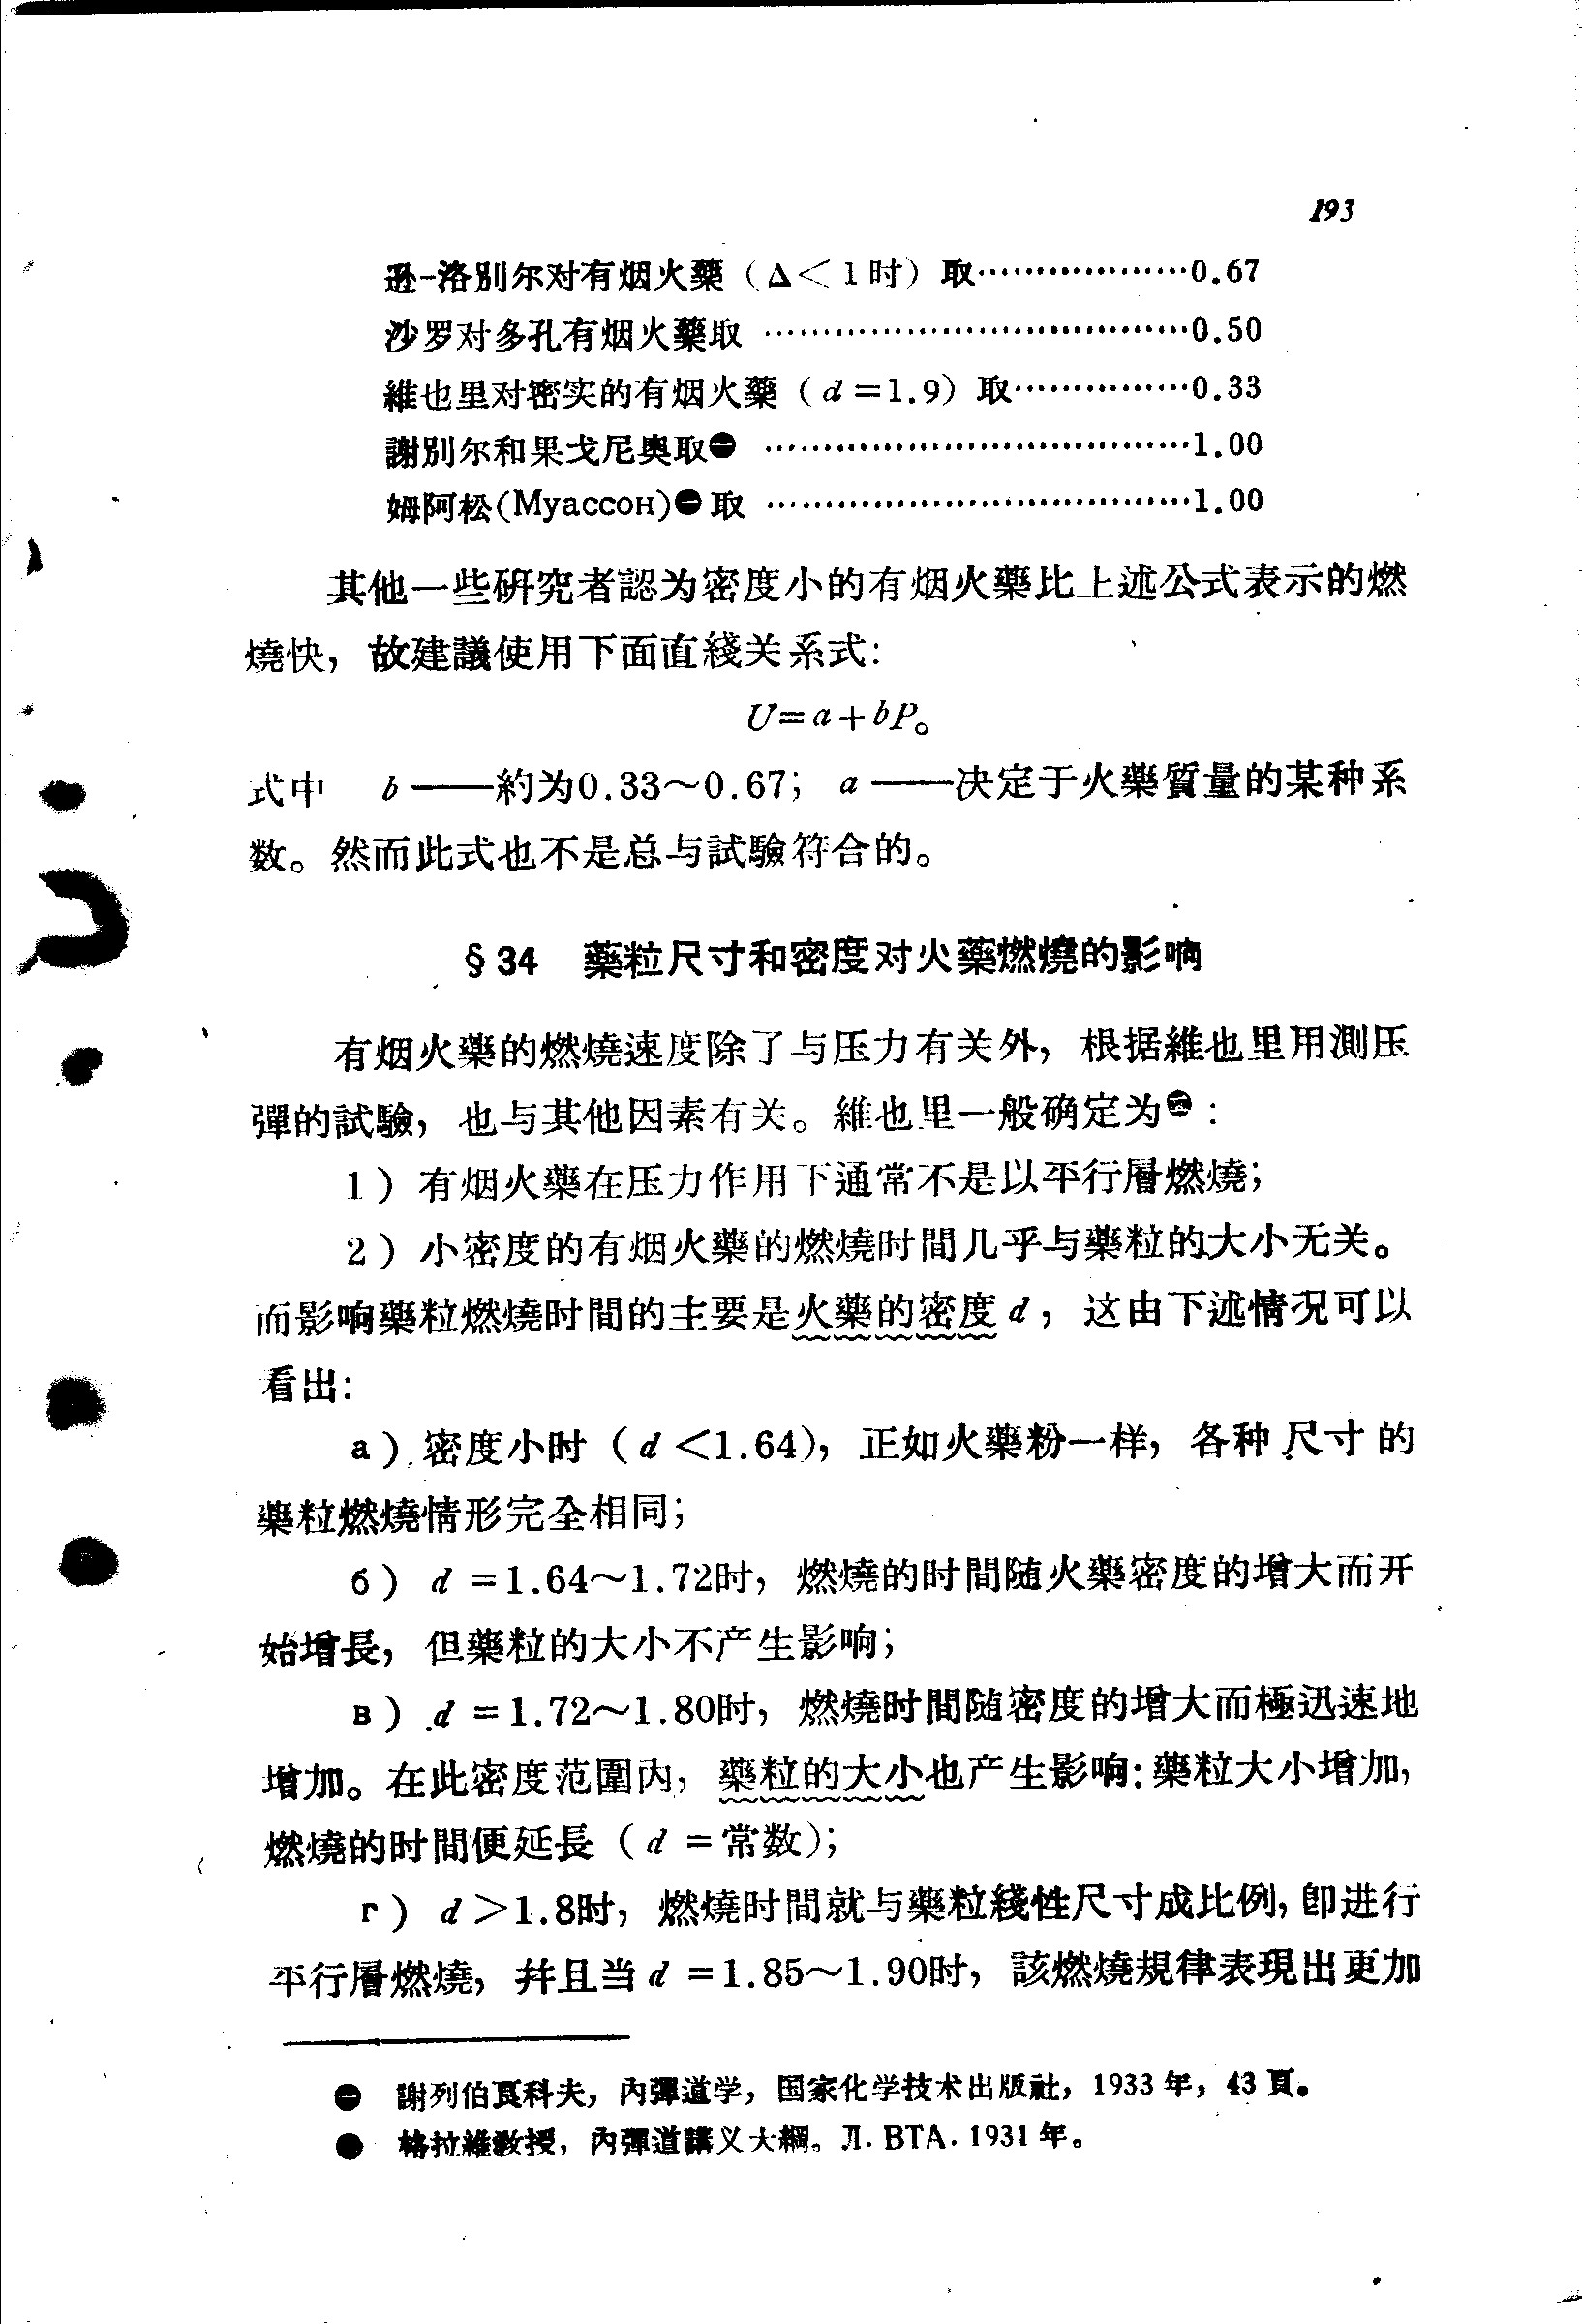 193
逊-洛別尔对有烟火藥（Δ＜1时）取………………0.67
沙罗对多孔有烟火藥取………………………………0.50
維也里对密实的有烟火藥（d＝1.9）取……………0.33
謝別尔和果戈尼奥取㊀………………………………1.00
姆阿松(Муассон)㊀取………………………………1.00
其他一些研究者認为密度小的有烟火藥比上述公式表示的燃
燒快，故建議使用下面直綫关系式：
U=a+bP。
式中 b——約为0.33～0.67； a——决定于火藥質量的某种系
数。然而此式也不是总与試驗符合的。
§34 藥粒尺寸和密度对火藥燃燒的影响
有烟火藥的燃燒速度除了与压力有关外，根据維也里用測压
彈的試驗，也与其他因素有关。維也里一般确定为㊁：
1）有烟火藥在压力作用下通常不是以平行層燃燒；
2）小密度的有烟火藥的燃燒时間几乎与藥粒的大小无关。
而影响藥粒燃燒时間的主要是火藥的密度d，这由下述情况可以
看出：
а）密度小时（d＜1.64），正如火藥粉一样，各种尺寸的
藥粒燃燒情形完全相同；
б）d＝1.64～1.72时，燃燒的时間随火藥密度的增大而开
始增長，但藥粒的大小不产生影响；
в）d＝1.72～1.80时，燃燒时間随密度的增大而極迅速地
增加。在此密度范圍內，藥粒的大小也产生影响：藥粒大小增加，
燃燒的时間便延長（d＝常数）；
г）d＞1.8时，燃燒时間就与藥粒綫性尺寸成比例，卽进行
平行層燃燒，幷且当d＝1.85～1.90时，該燃燒規律表現出更加
㊀ 謝列伯頁科夫，內彈道学，国家化学技术出版社，1933年，43頁。
格拉維敎授，內彈道講义大綱。Л. ВТА. 1931年。